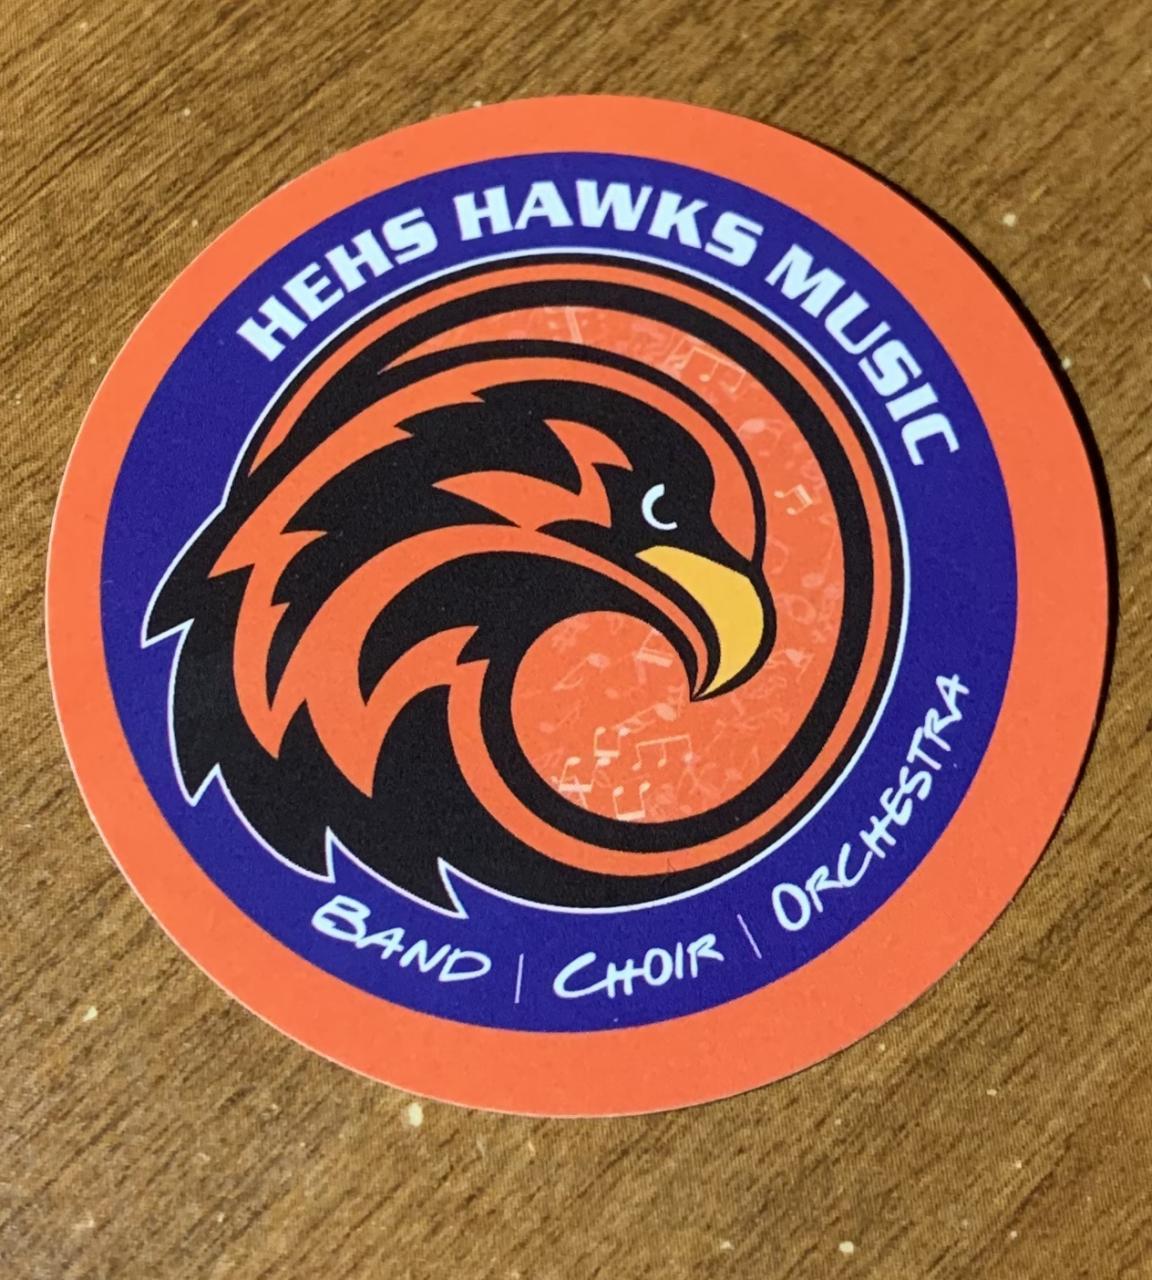 HEHS HAWKS MUSIC
BAND | CHOIR | ORCHESTRA